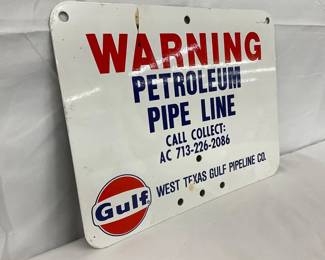 WARNING
PETROLEUM
PIPE LINE
CALL COLLECT:
AC 713-226-2086
WEST TEXAS GULF PIPELINE CO.
Gulf